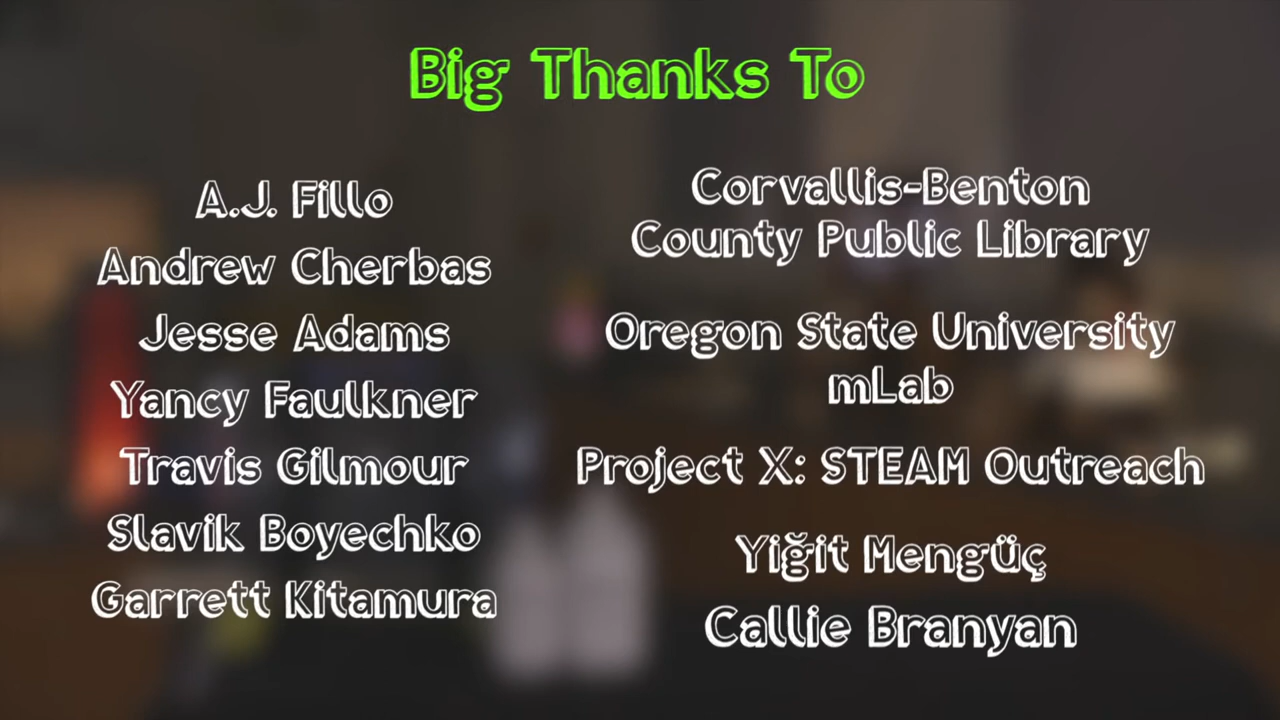 Big Thanks To
A.J. Fillo
Andrew Cherbas
Jesse Adams
Yancy Faulkner
Travis Gilmour
Slavik Boyechko
Garrett Kitamura
Corvallis-Benton
County Public Library
Oregon State University
mLab
Project X: STEAM Outreach
Yiğit Mengüç
Callie Branyan